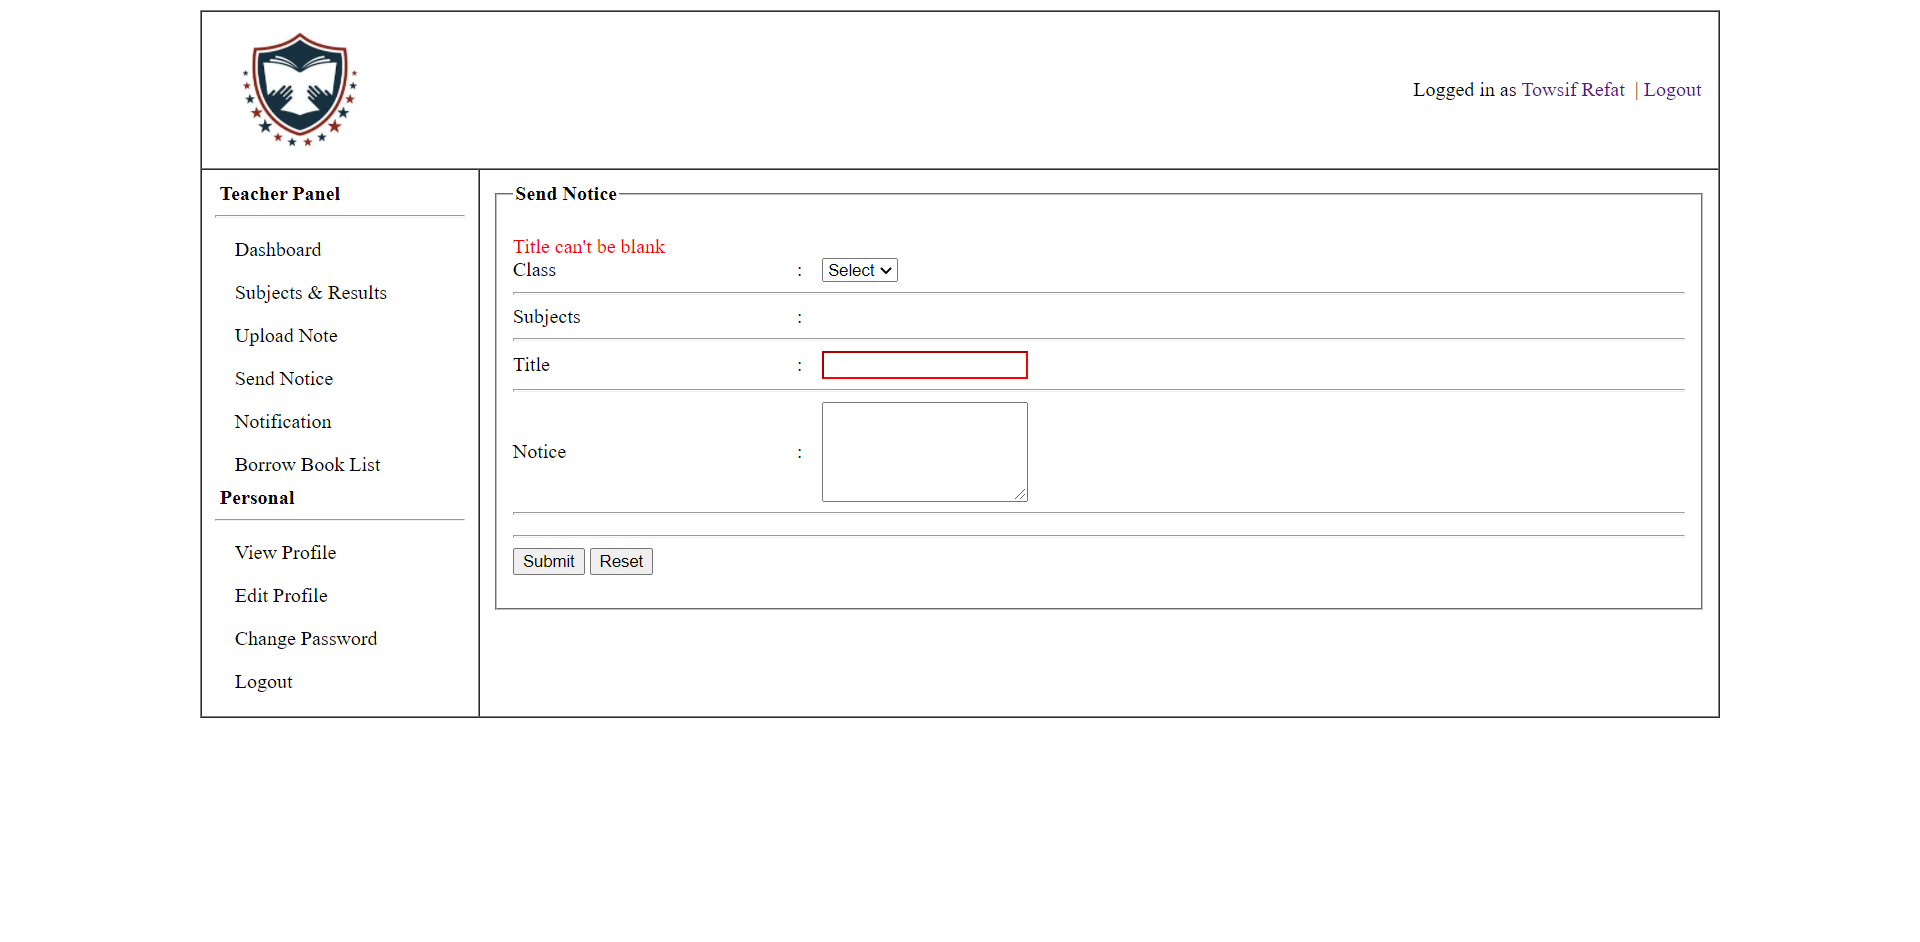 Logged in as Towsif Refat | Logout
Teacher Panel
Dashboard
Subjects & Results
Upload Note
Send Notice
Notification
Borrow Book List
Personal
View Profile
Edit Profile
Change Password
Logout
Send Notice
Title can't be blank
Class : Select
Subjects :
Title :
Notice :
Submit Reset